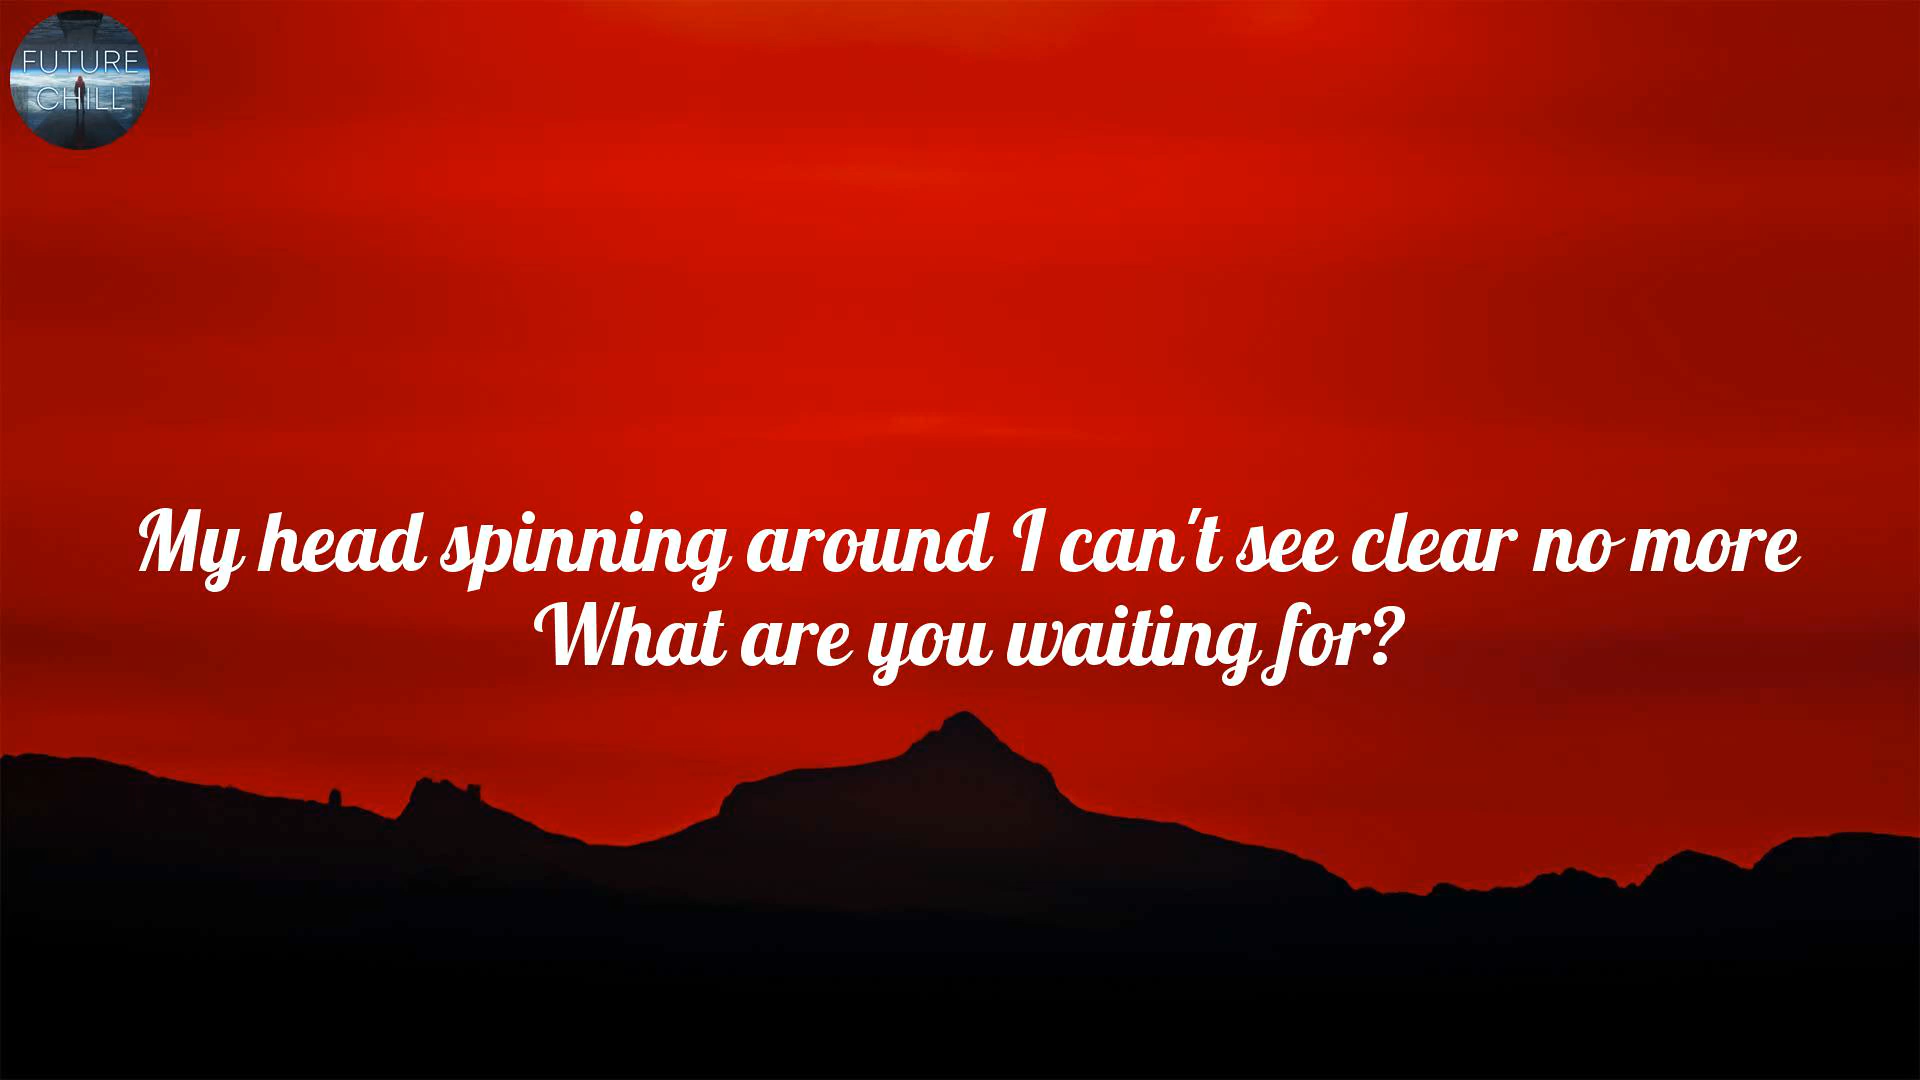 FUTURE
CHILL
My head spinning around I can't see clear no more
What are you waiting for?